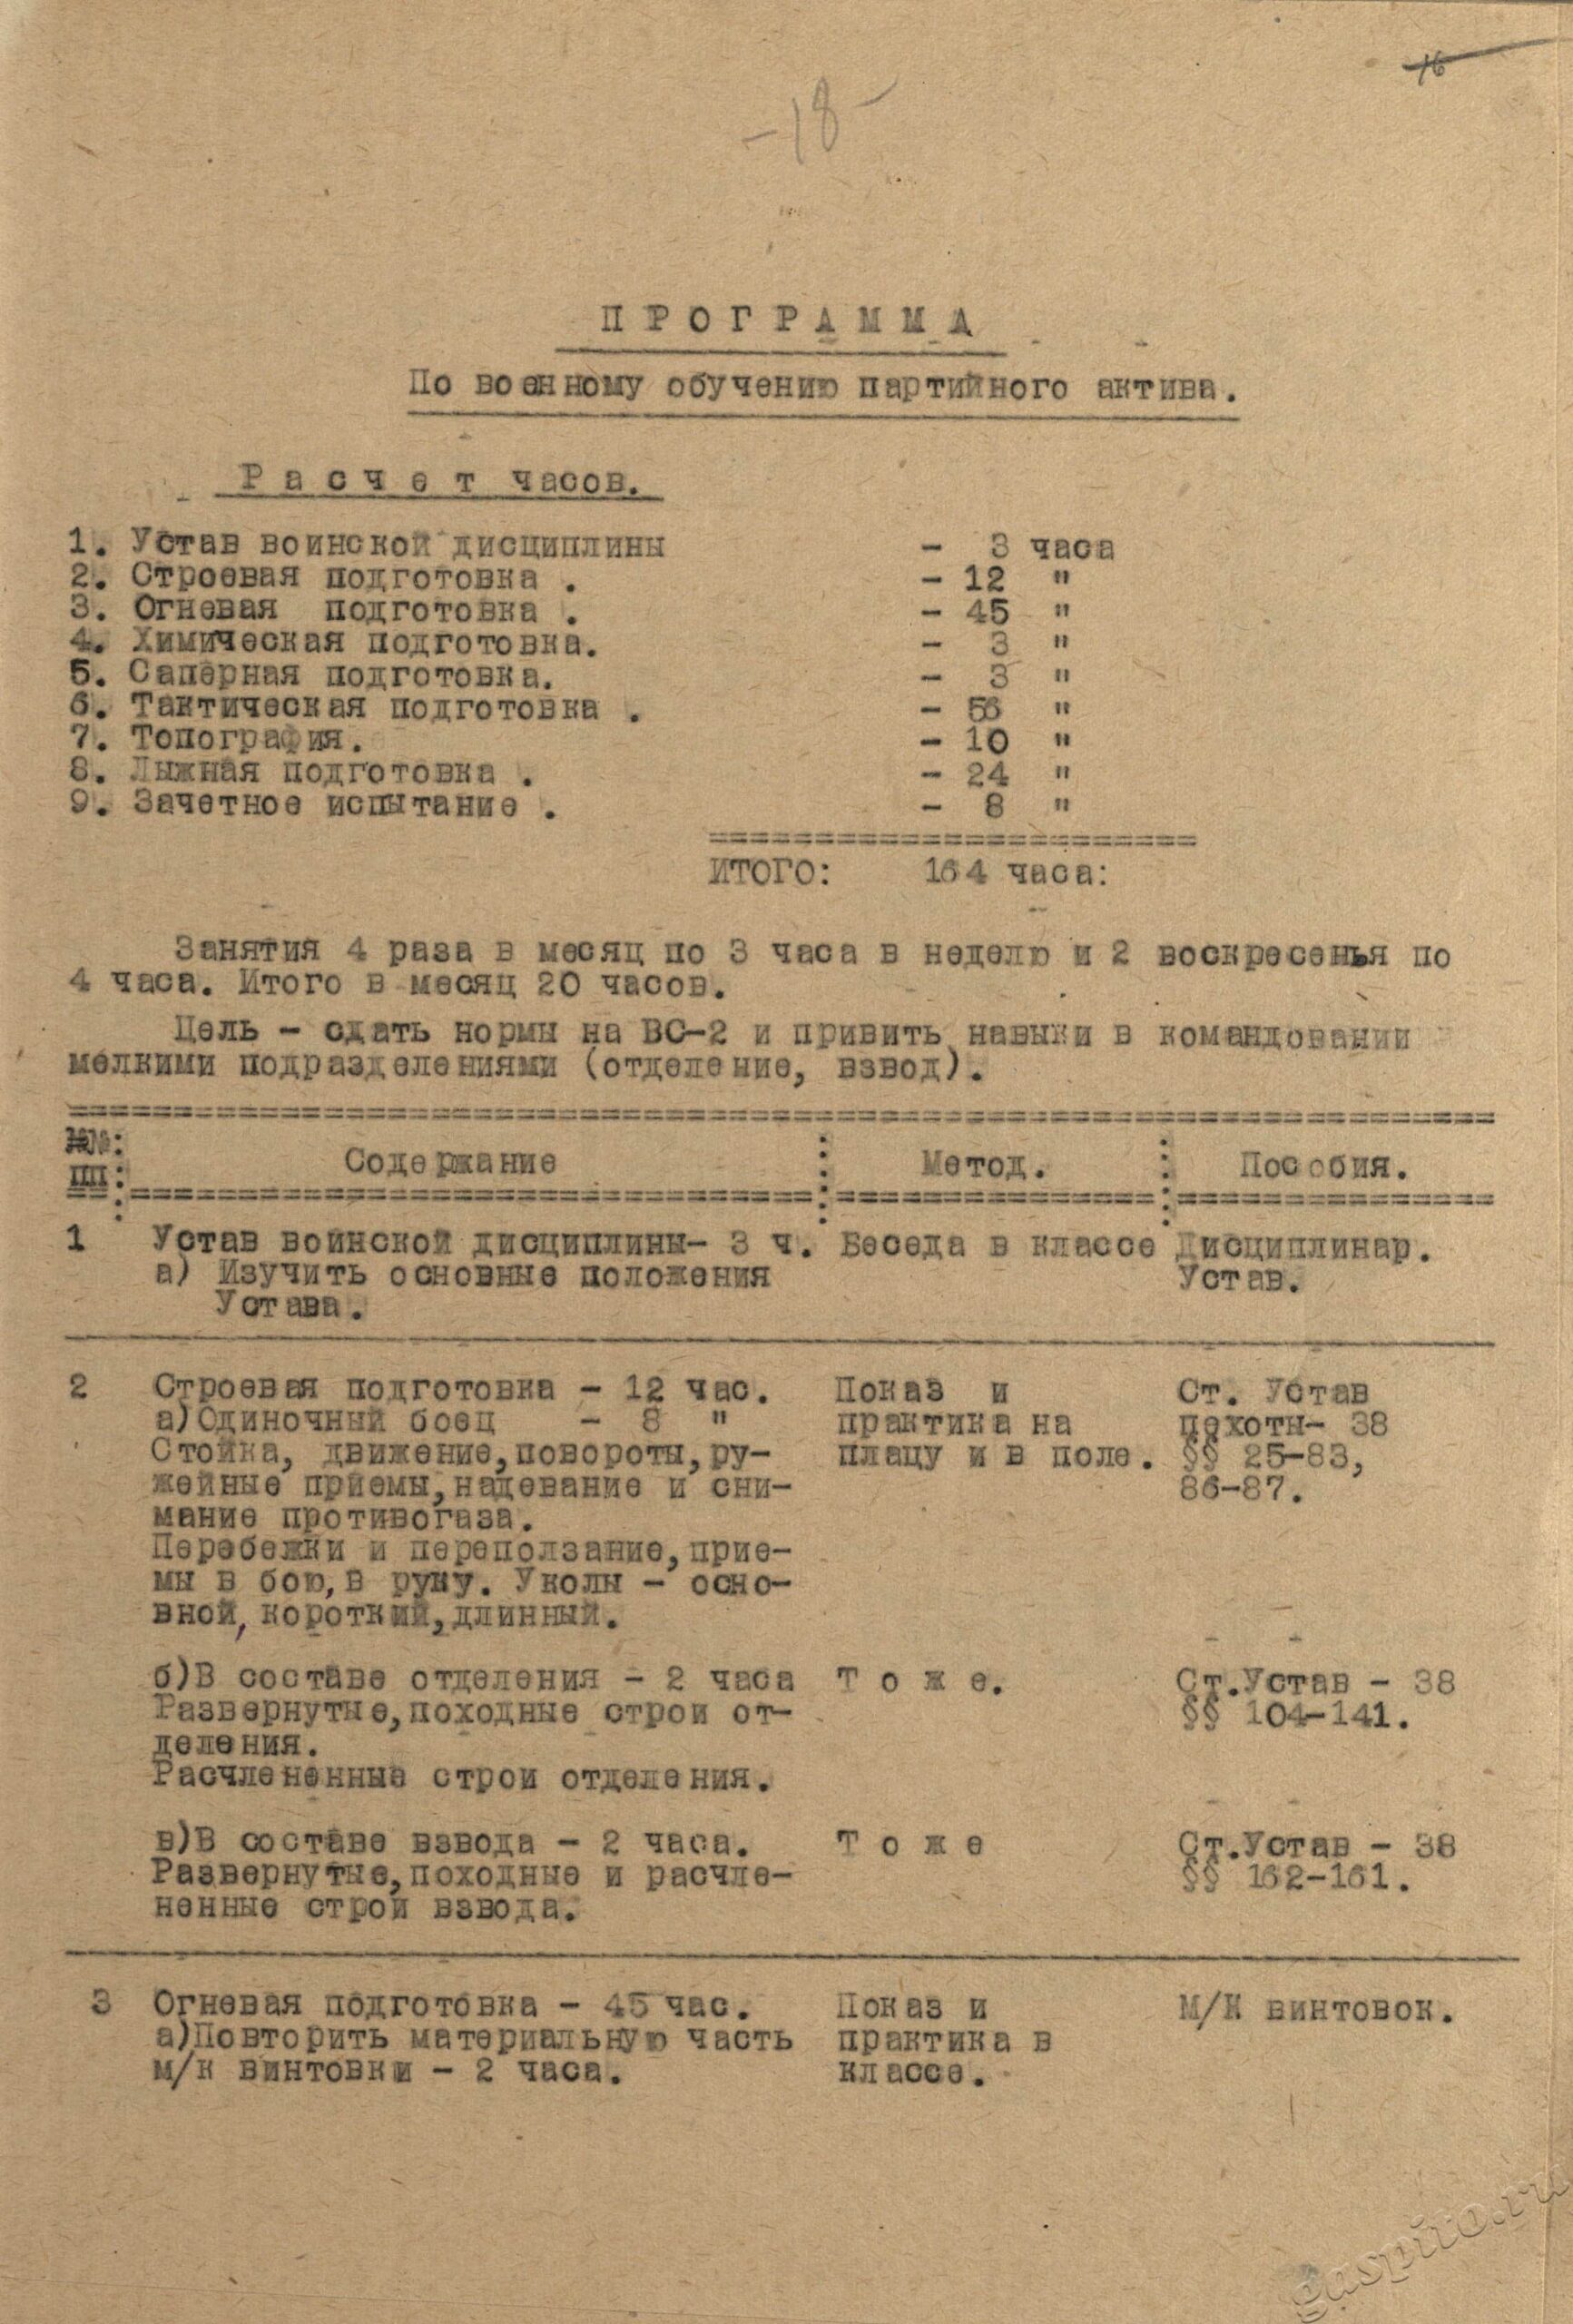 16
-18-
ПРОГРАММА
По военному обучению партийного актива.
Расчет часов.
1. Устав воинской дисциплины - 3 часа
2. Строевая подготовка . - 12 "
3. Огневая подготовка . - 45 "
4. Химическая подготовка. - 3 "
5. Саперная подготовка. - 3 "
6. Тактическая подготовка . - 56 "
7. Топография. - 10 "
8. Лыжная подготовка . - 24 "
9. Зачетное испытание . - 8 "
ИТОГО: 164 часа:
Занятия 4 раза в месяц по 3 часа в неделю и 2 воскресенья по
4 часа. Итого в месяц 20 часов.
Цель - сдать нормы на ВС-2 и привить навыки в командовании
мелкими подразделениями (отделение, взвод).
№№: Содержание : Метод. : Пособия.
ПП:
1 Устав воинской дисциплины- 3 ч. Беседа в классе Дисциплинар.
а) Изучить основные положения Устав.
Устава.
2 Строевая подготовка - 12 час. Показ и Ст. Устав
а)Одиночный боец - 8 " практика на пехоты- 38
Стойка, движение,повороты,ру- плацу и в поле. §§ 25-83,
жейные приемы,надевание и сни- 86-87.
мание противогаза.
Перебежки и переползание,прие-
мы в бою,в руку. Уколы - осно-
вной,короткий,длинный.
б)В составе отделения - 2 часа Т о ж е. Ст.Устав - 38
Развернутые,походные строи от- §§ 104-141.
деления.
Расчлененные строи отделения.
в)В составе взвода - 2 часа. Т о ж е Ст.Устав - 38
Развернутые,походные и расчле- §§ 162-161.
ненные строи взвода.
3 Огневая подготовка - 45 час. Показ и М/К винтовок.
а)Повторить материальную часть практика в
м/к винтовки - 2 часа. классе.
gaspito.ru